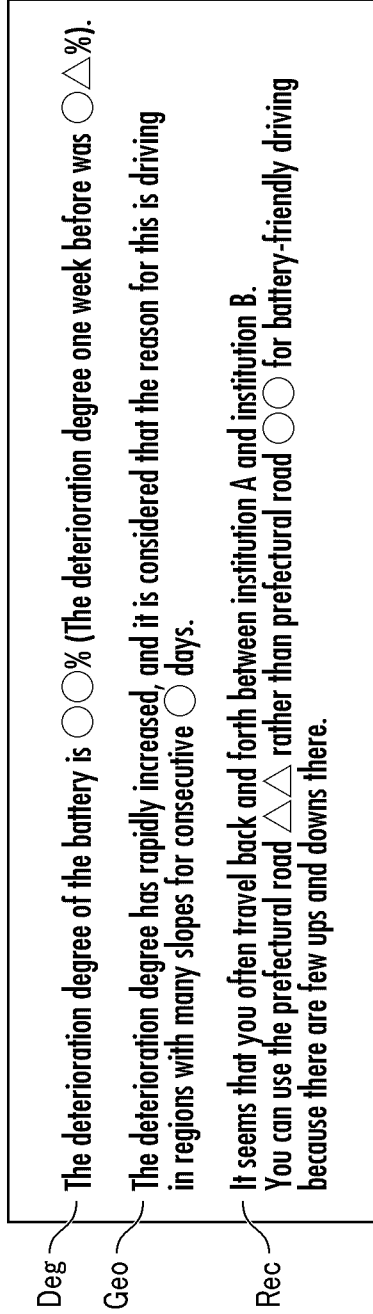 Deg The deterioration degree of the battery is ○○% (The deterioration degree one week before was ○△%).
Geo The deterioration degree has rapidly increased, and it is considered that the reason for this is driving
in regions with many slopes for consecutive ○ days.
Rec It seems that you often travel back and forth between institution A and institution B.
You can use the prefectural road △△ rather than prefectural road ○○ for battery-friendly driving
because there are few ups and downs there.